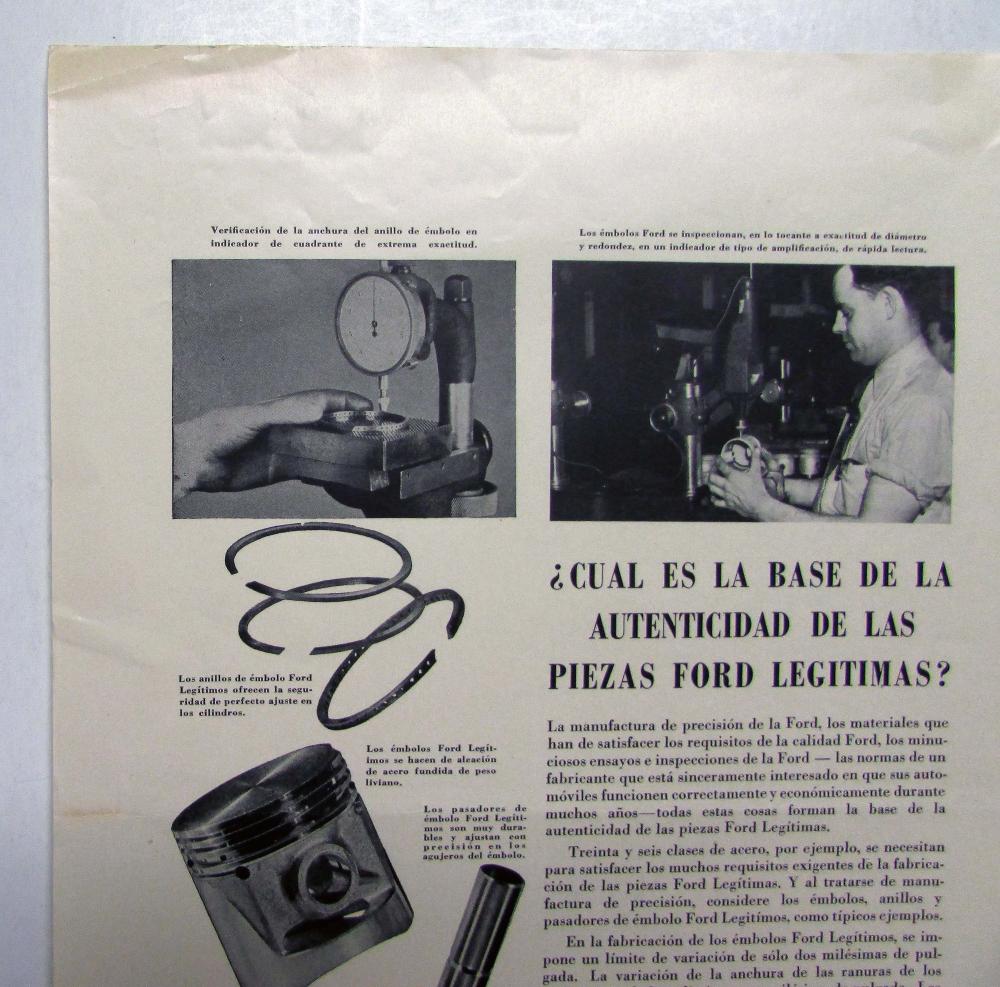 Verificación de la anchura del anillo de émbolo en
indicador de cuadrante de extrema exactitud.
Los émbolos Ford se inspeccionan, en lo tocante a exactitud de diámetro
y redondez, en un indicador de tipo de amplificación, de rápida lectura.
¿CUAL ES LA BASE DE LA
AUTENTICIDAD DE LAS
PIEZAS FORD LEGITIMAS?
Los anillos de émbolo Ford
Legítimos ofrecen la segu-
ridad de perfecto ajuste en
los cilindros.
Los émbolos Ford Legít-
imos se hacen de aleación
de acero fundida de peso
liviano.
Los pasadores de
émbolo Ford Legíti-
mos son muy dura-
bles y ajustan con
precisión en los
agujeros del émbolo.
La manufactura de precisión de la Ford, los materiales que
han de satisfacer los requisitos de la calidad Ford, los minu-
ciosos ensayos e inspecciones de la Ford — las normas de un
fabricante que está sinceramente interesado en que sus auto-
móviles funcionen correctamente y económicamente durante
muchos años—todas estas cosas forman la base de la
autenticidad de las piezas Ford Legítimas.
Treinta y seis clases de acero, por ejemplo, se necesitan
para satisfacer los muchos requisitos exigentes de la fabrica-
ción de las piezas Ford Legítimas. Y al tratarse de manu-
factura de precisión, considere los émbolos, anillos y
pasadores de émbolo Ford Legitímos, como típicos ejemplos.
En la fabricación de los émbolos Ford Legítimos, se im-
pone un límite de variación de sólo dos milésimas de pul-
gada. La variación de la anchura de las ranuras de los